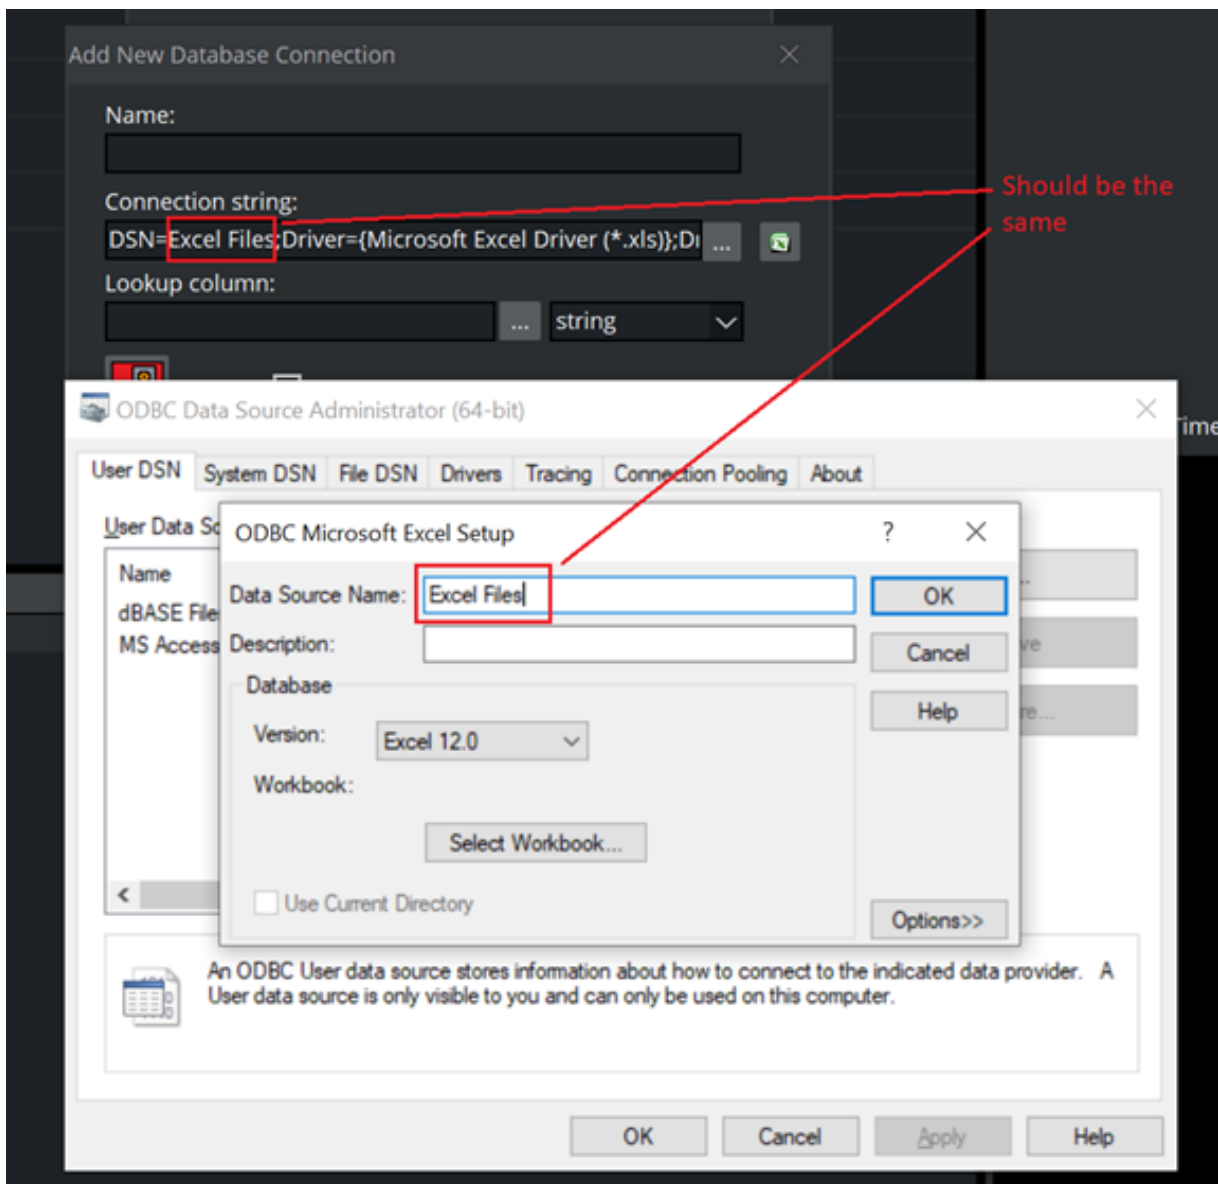 Add New Database Connection
Name:
Connection string:
DSN=Excel Files;Driver={Microsoft Excel Driver (*.xls)};
...
Lookup column:
...
string
Should be the
same
ODBC Data Source Administrator (64-bit)
User DSN
System DSN
File DSN
Drivers
Tracing
Connection Pooling
About
User Data
Name
dBASE
MS Access
ODBC Microsoft Excel Setup
?
Data Source Name:
Excel Files
OK
Description:
Cancel
Database
Help
Version:
Excel 12.0
Workbook:
Select Workbook...
Use Current Directory
Options>>
An ODBC User data source stores information about how to connect to the indicated data provider. A
User data source is only visible to you and can only be used on this computer.
OK
Cancel
Apply
Help